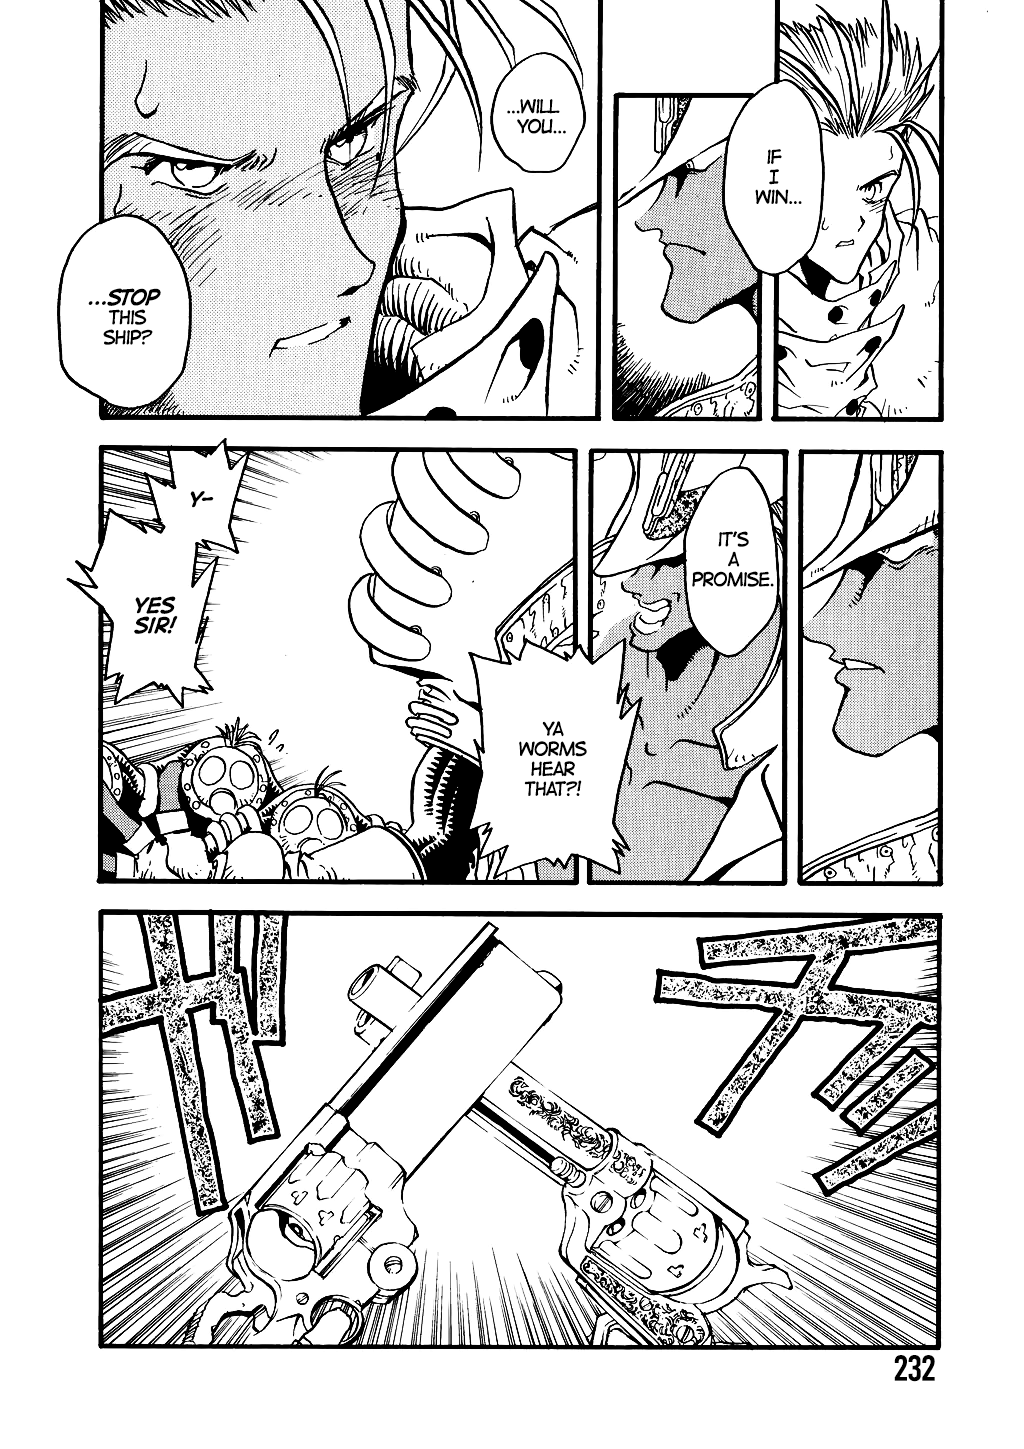 IF
I
WIN...
...WILL
YOU...
...STOP
THIS
SHIP?
IT'S
A
PROMISE.
YA
WORMS
HEAR
THAT?!
Y-
YES
SIR!
232